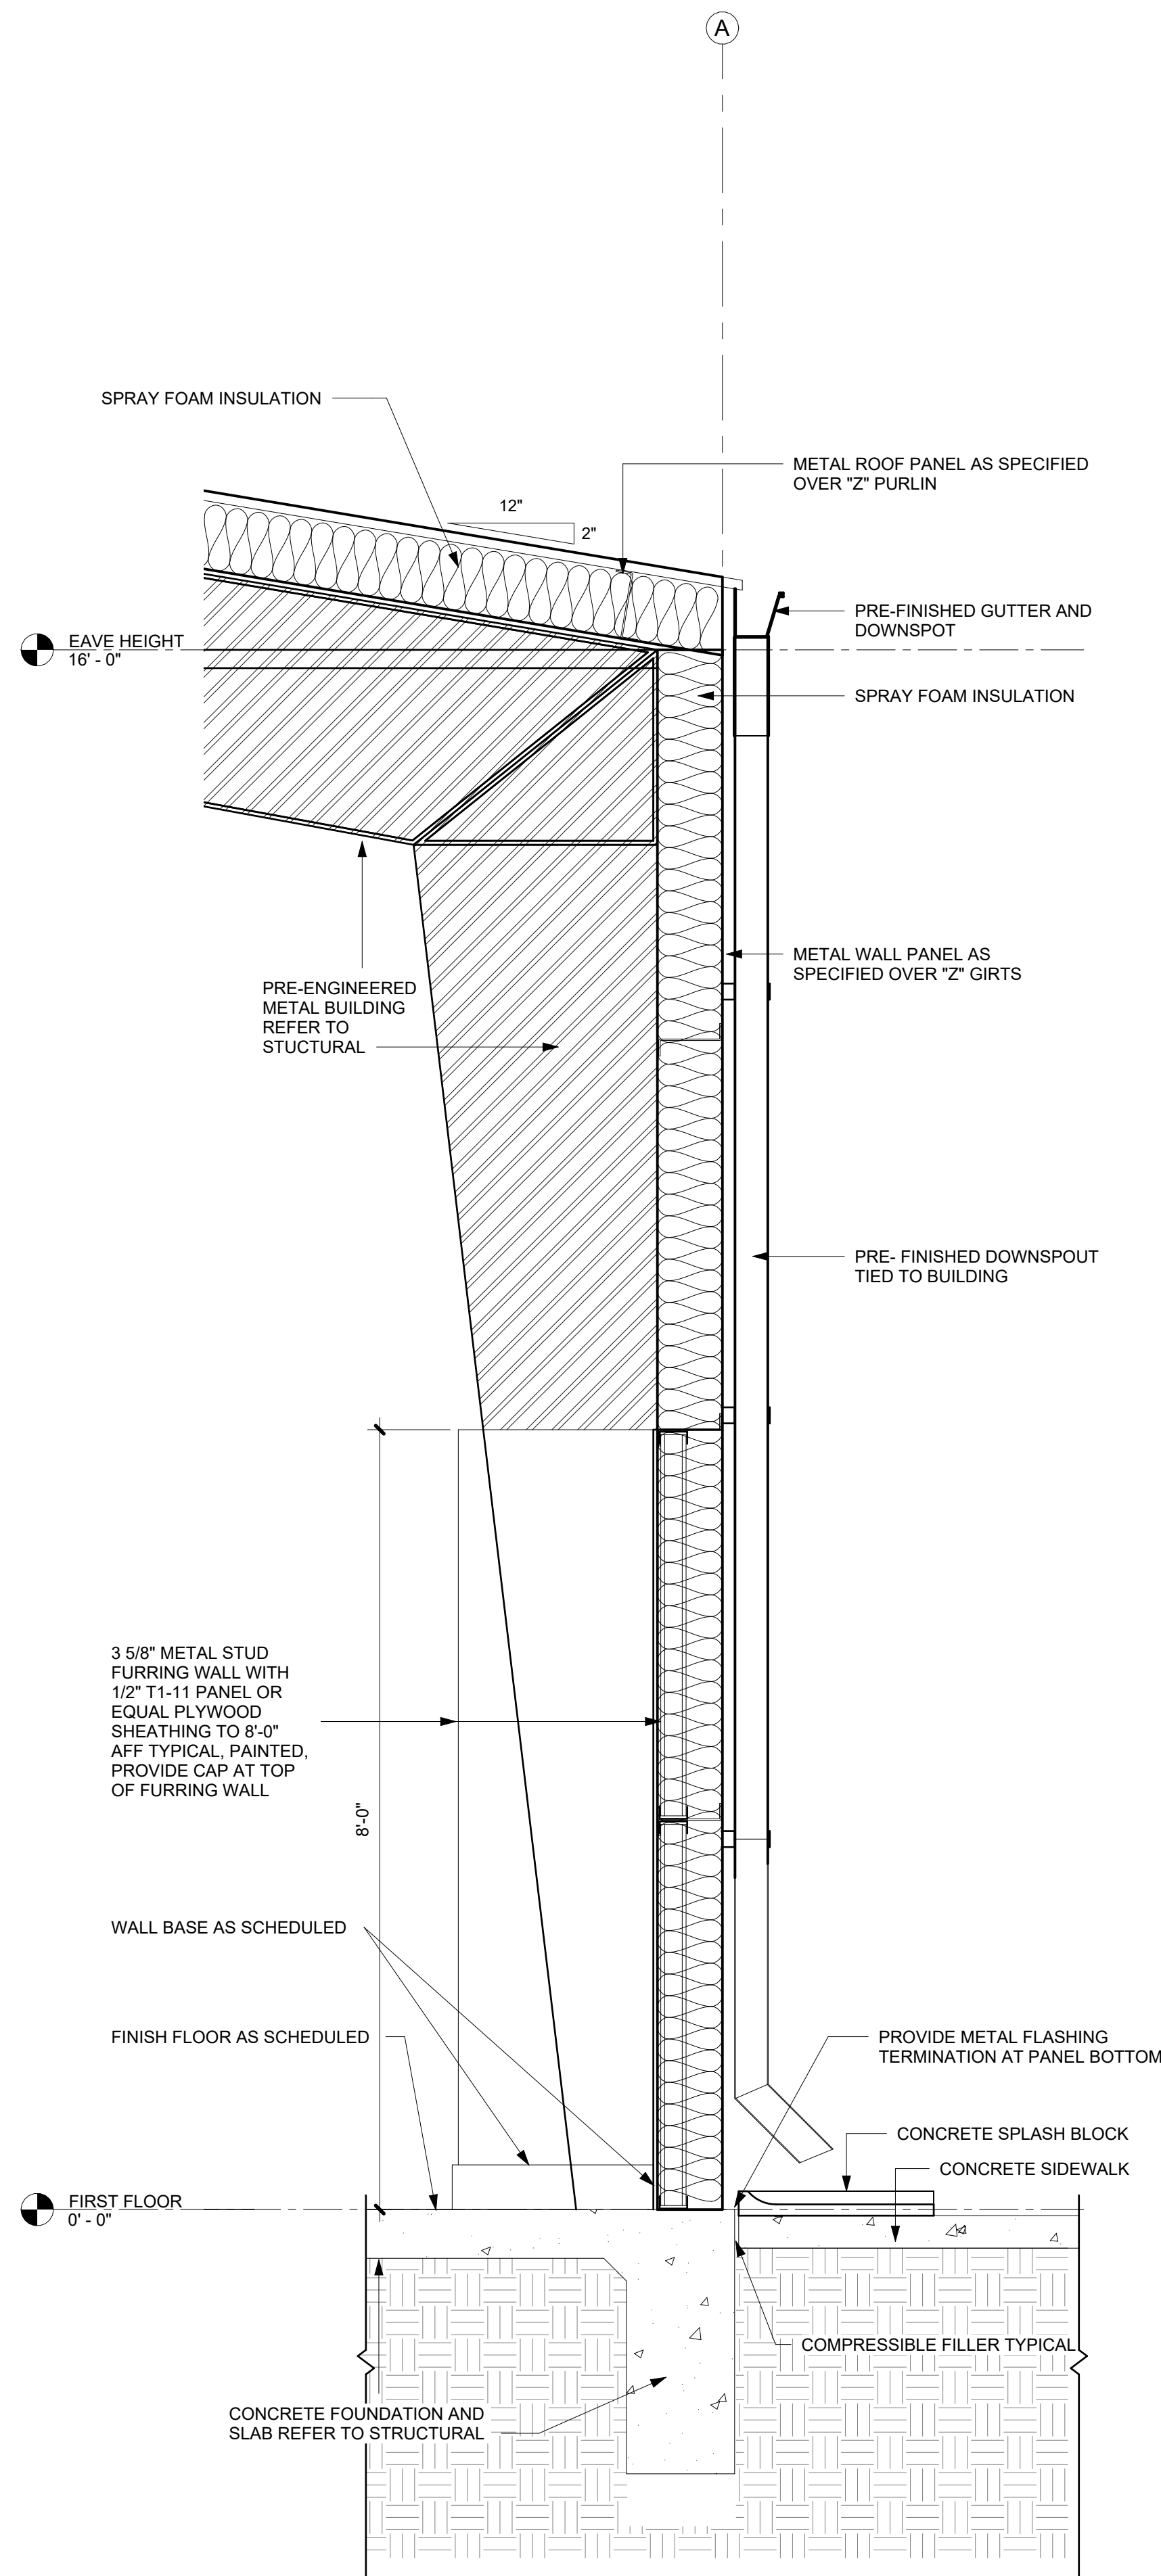 A
SPRAY FOAM INSULATION
METAL ROOF PANEL AS SPECIFIED
OVER "Z" PURLIN
12"
2"
PRE-FINISHED GUTTER AND
DOWNSPOT
EAVE HEIGHT
16' - 0"
SPRAY FOAM INSULATION
METAL WALL PANEL AS
SPECIFIED OVER "Z" GIRTS
PRE-ENGINEERED
METAL BUILDING
REFER TO
STUCTURAL
PRE- FINISHED DOWNSPOUT
TIED TO BUILDING
3 5/8" METAL STUD
FURRING WALL WITH
1/2" T1-11 PANEL OR
EQUAL PLYWOOD
SHEATHING TO 8'-0"
AFF TYPICAL, PAINTED,
PROVIDE CAP AT TOP
OF FURRING WALL
8'-0"
WALL BASE AS SCHEDULED
FINISH FLOOR AS SCHEDULED
PROVIDE METAL FLASHING
TERMINATION AT PANEL BOTTOM
CONCRETE SPLASH BLOCK
CONCRETE SIDEWALK
FIRST FLOOR
0' - 0"
COMPRESSIBLE FILLER TYPICAL
CONCRETE FOUNDATION AND
SLAB REFER TO STRUCTURAL